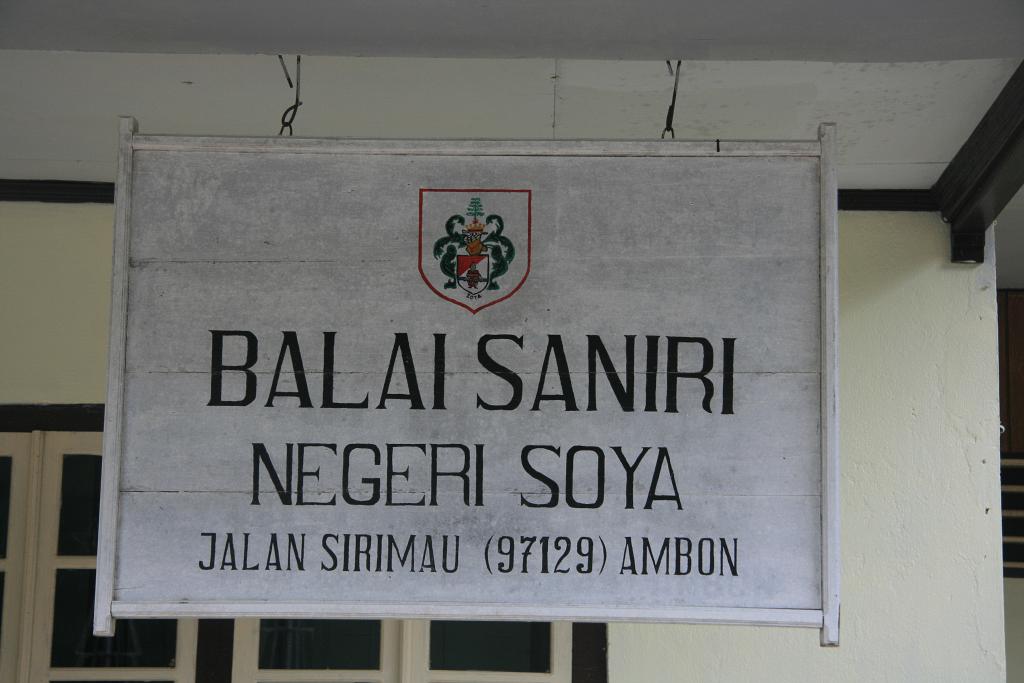 SOYA
BALAI SANIRI
NEGERI SOYA
JALAN SIRIMAU (97129) AMBON